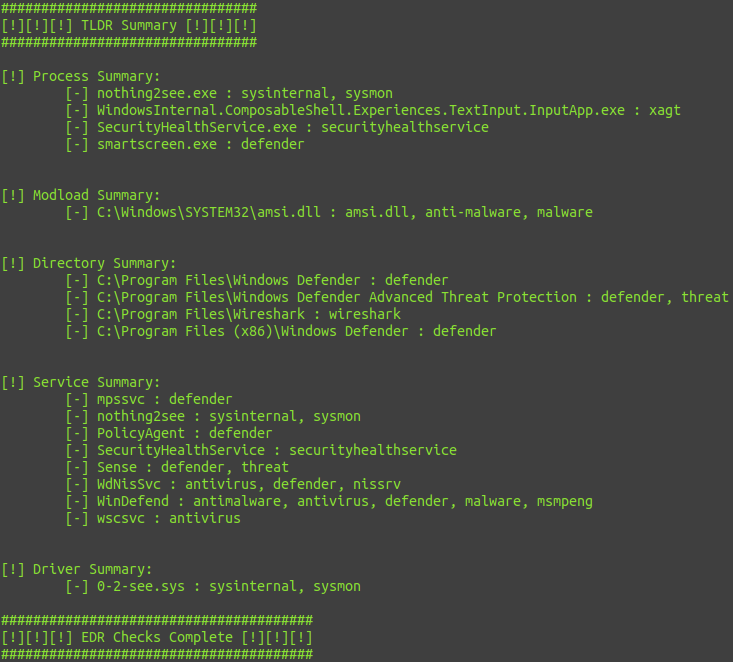 ################################
[!][!][!] TLDR Summary [!][!][!]
################################
[!] Process Summary:
[-] nothing2see.exe : sysinternal, sysmon
[-] WindowsInternal.ComposableShell.Experiences.TextInput.InputApp.exe : xagt
[-] SecurityHealthService.exe : securityhealthservice
[-] smartscreen.exe : defender
[!] Modload Summary:
[-] C:\Windows\SYSTEM32\amsi.dll : amsi.dll, anti-malware, malware
[!] Directory Summary:
[-] C:\Program Files\Windows Defender : defender
[-] C:\Program Files\Windows Defender Advanced Threat Protection : defender, threat
[-] C:\Program Files\Wireshark : wireshark
[-] C:\Program Files (x86)\Windows Defender : defender
[!] Service Summary:
[-] mpssvc : defender
[-] nothing2see : sysinternal, sysmon
[-] PolicyAgent : defender
[-] SecurityHealthService : securityhealthservice
[-] Sense : defender, threat
[-] WdNisSvc : antivirus, defender, nissrv
[-] WinDefend : antimalware, antivirus, defender, malware, msmpeng
[-] wscsvc : antivirus
[!] Driver Summary:
[-] 0-2-see.sys : sysinternal, sysmon
#######################################
[!][!][!] EDR Checks Complete [!][!][!]
#######################################